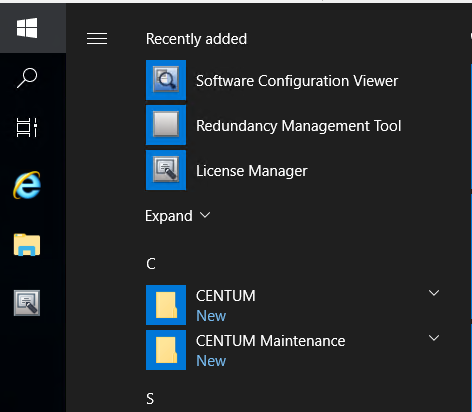 Recently added
Software Configuration Viewer
Redundancy Management Tool
License Manager
Expand
C
CENTUM
New
CENTUM Maintenance
New
S